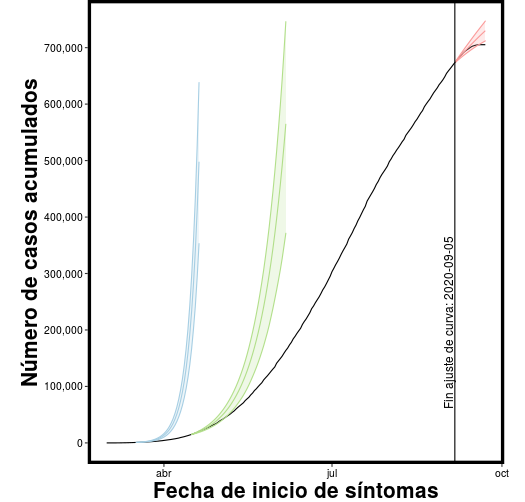 Número de casos acumulados
700,000
600,000
500,000
400,000
300,000
200,000
100,000
0
Fin ajuste de curva: 2020-09-05
abr
jul
oct
Fecha de inicio de síntomas